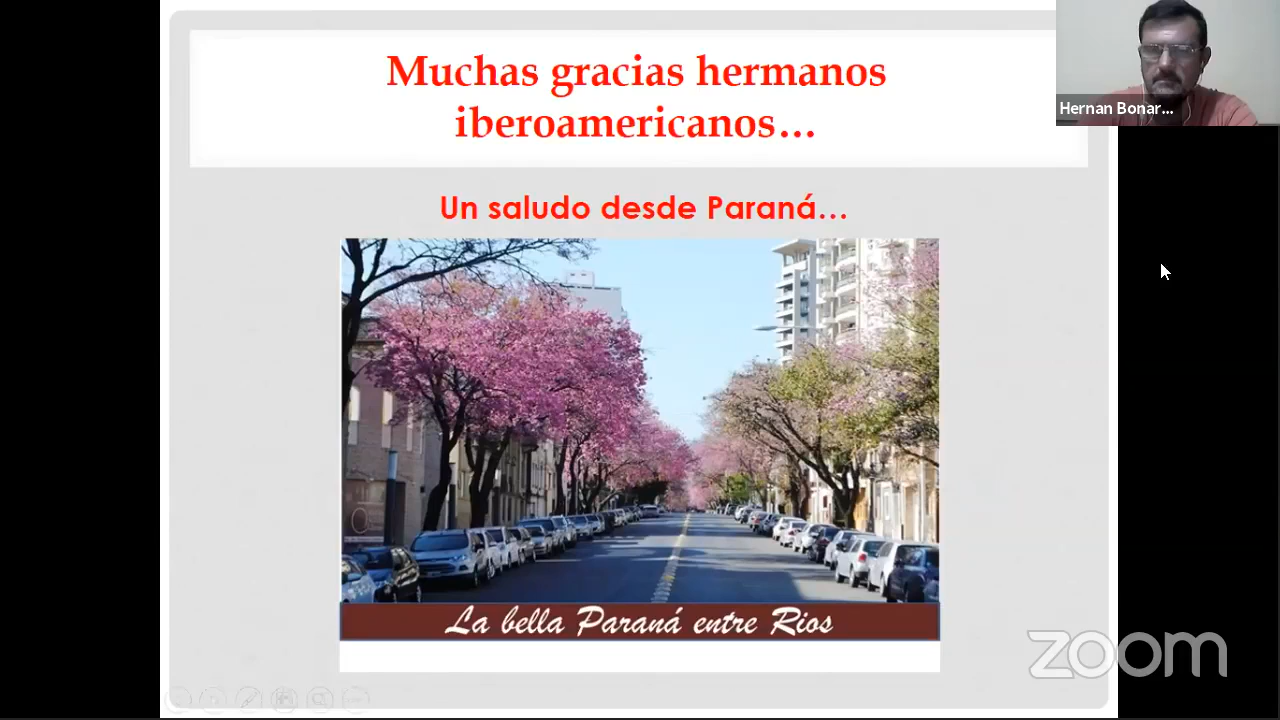 Muchas gracias hermanos
iberoamericanos…
Hernan Bonar...
Un saludo desde Paraná…
La bella Paraná entre Rios
zoom